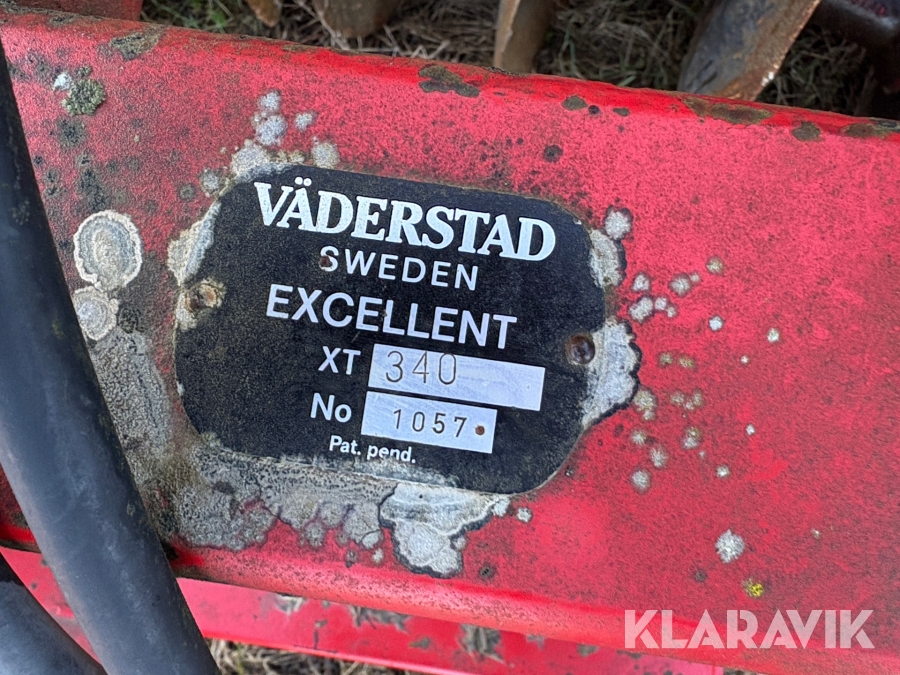 VÄDERSTAD
SWEDEN
EXCELLENT
XT 340
No 1057
Pat. pend.
KLARAVIK